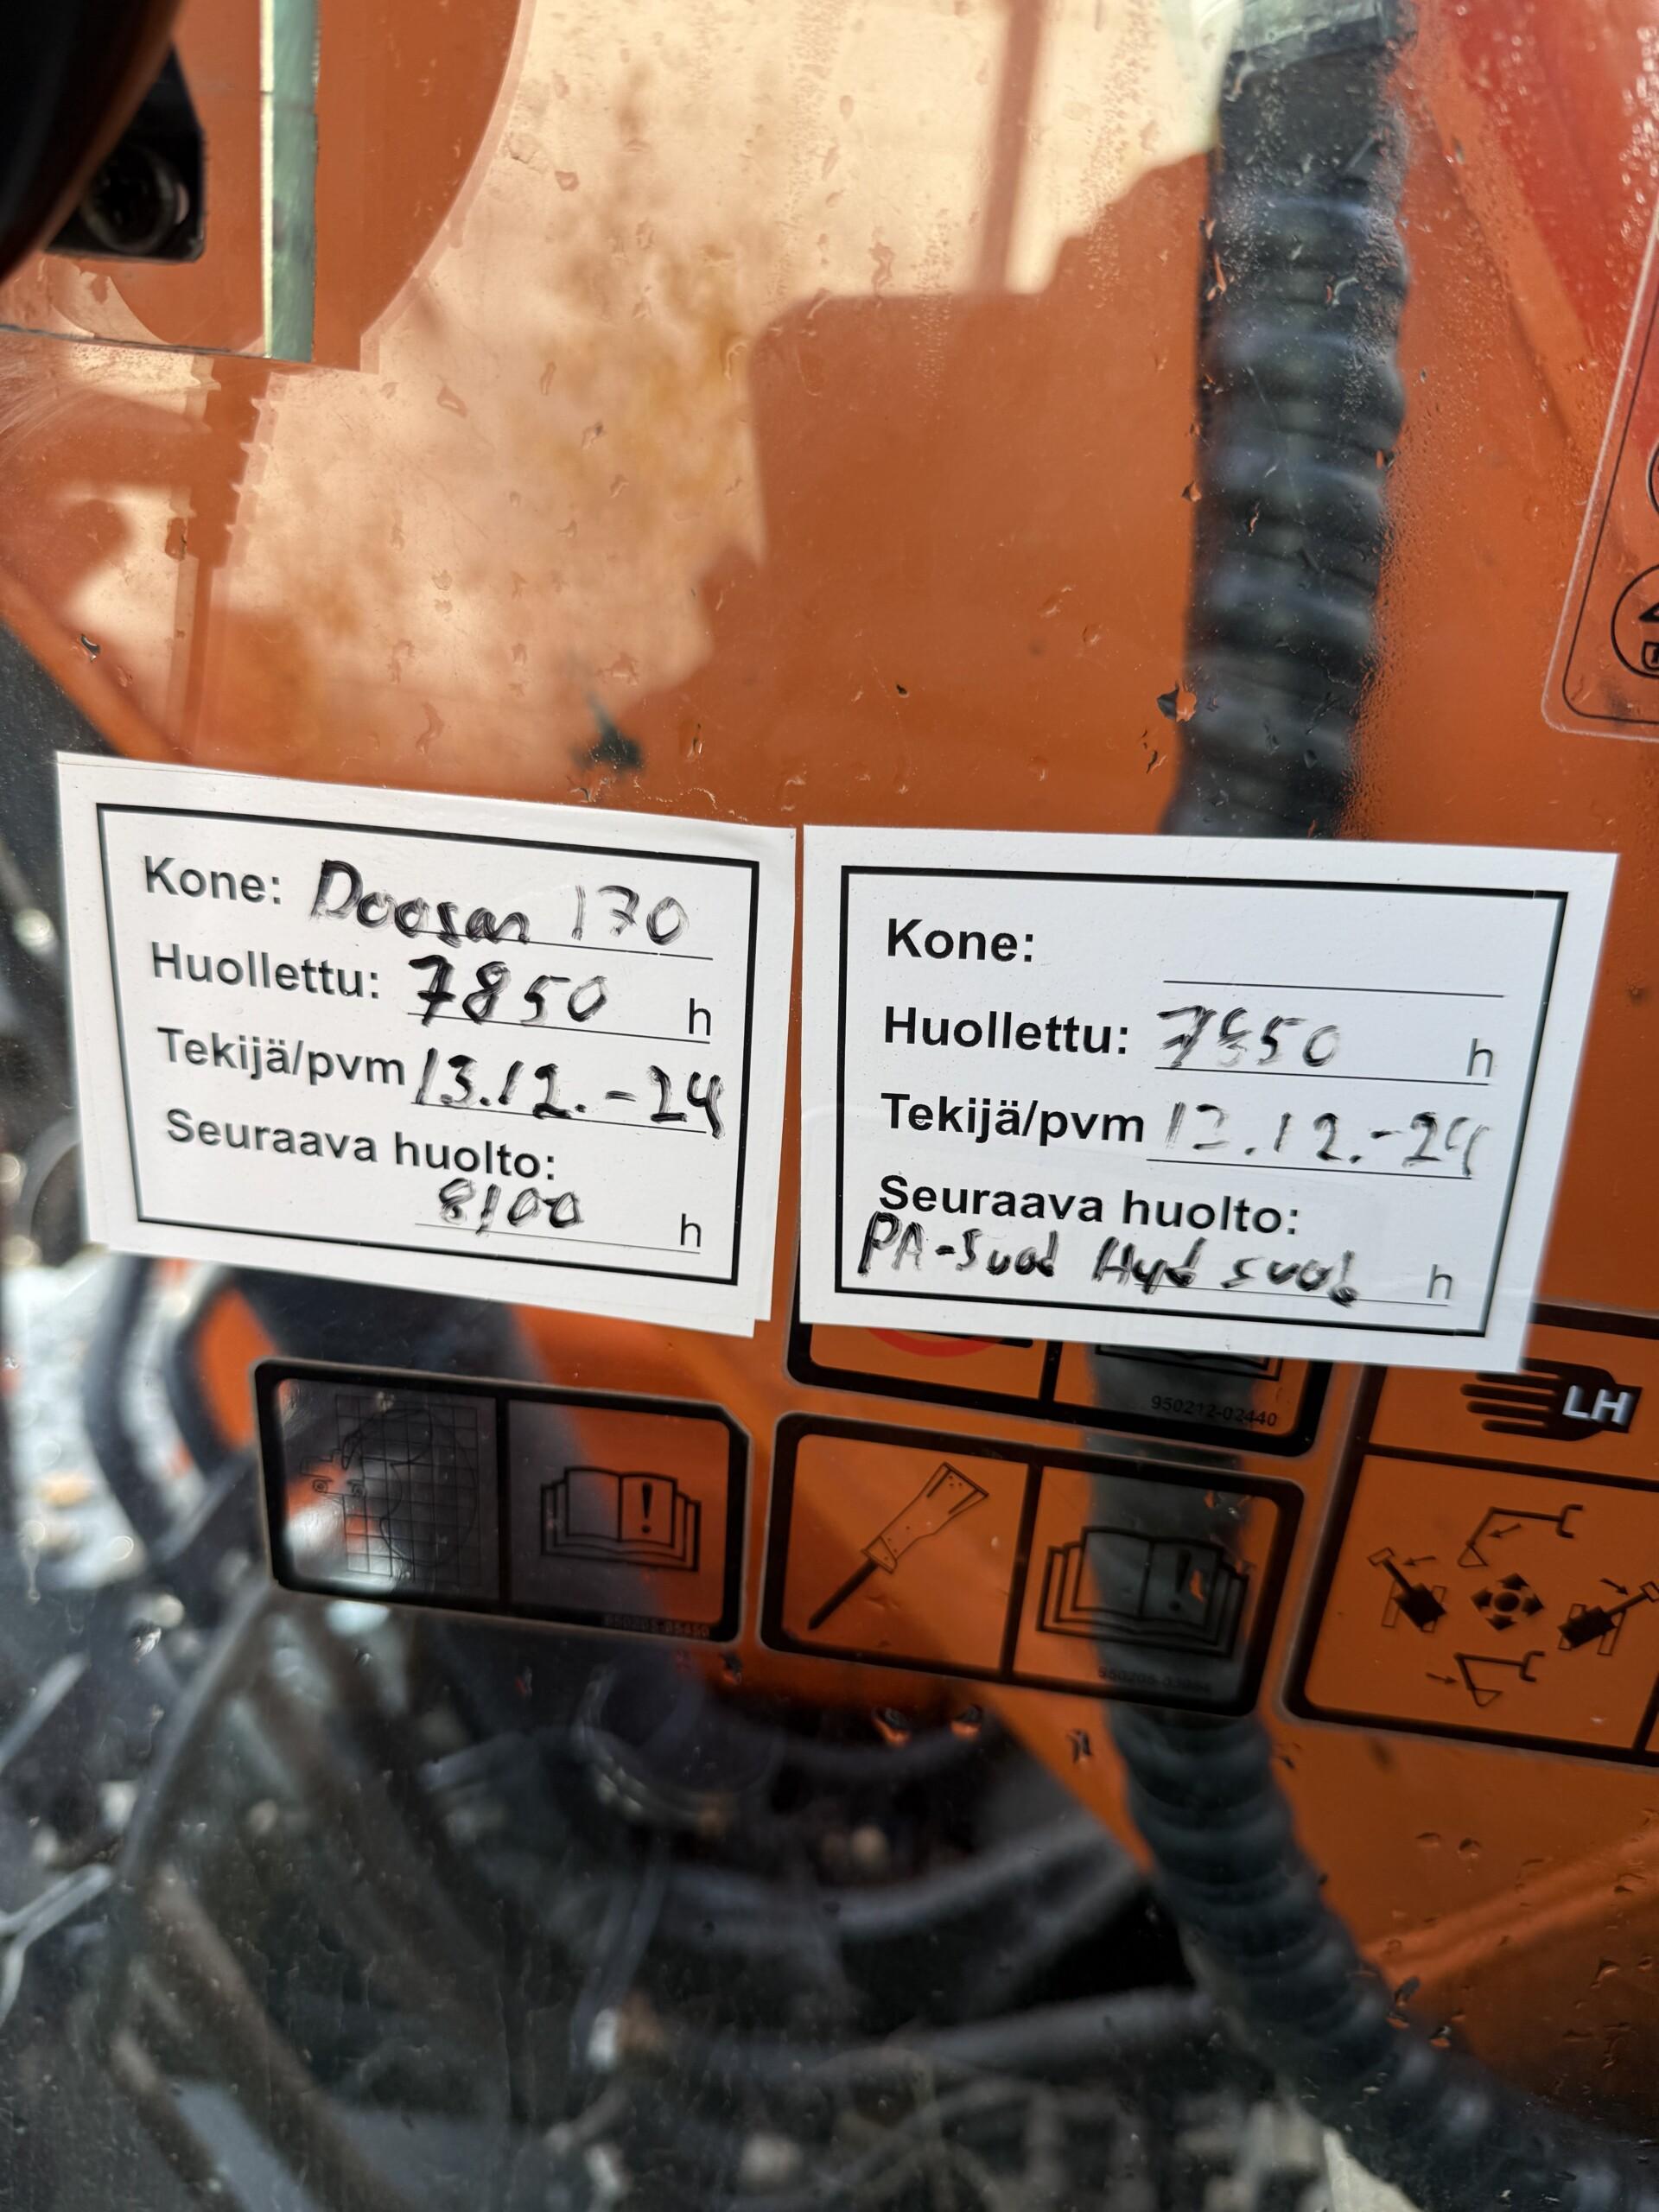 Kone: Doosan 170
Huollettu: 7850 h
Tekijä/pvm 13.12.-24
Seuraava huolto:
8100 h
Kone:
Huollettu: 7850 h
Tekijä/pvm 13.12.-24
Seuraava huolto:
PA-Suod Hyd suod h
950212-02440
LH